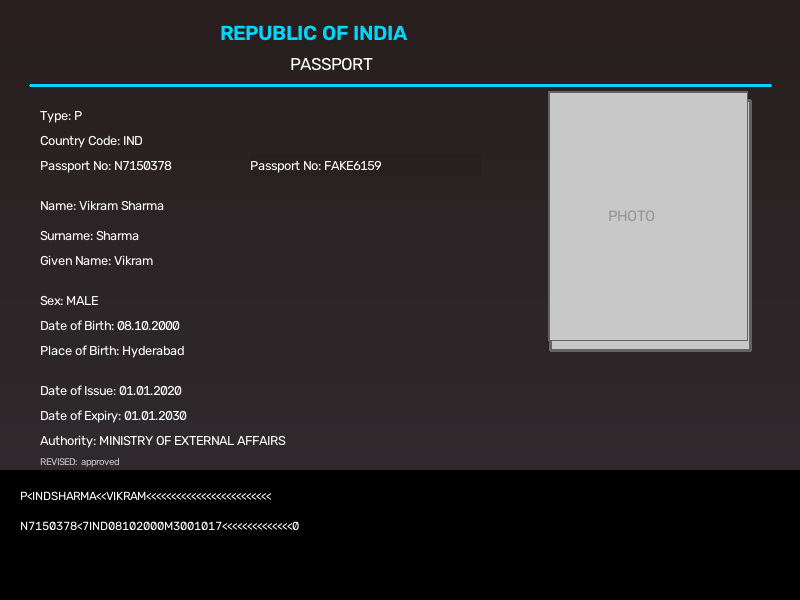 REPUBLIC OF INDIA
PASSPORT
Type: P
Country Code: IND
Passport No: N7150378 Passport No: FAKE6159
PHOTO
Name: Vikram Sharma
Surname: Sharma
Given Name: Vikram
Sex: MALE
Date of Birth: 08.10.2000
Place of Birth: Hyderabad
Date of Issue: 01.01.2020
Date of Expiry: 01.01.2030
Authority: MINISTRY OF EXTERNAL AFFAIRS
REVISED: approved
P<INDSHARMA<<VIKRAM<<<<<<<<<<<<<<<<<<<<<<<<<
N7150378<7IND08102000M3001017<<<<<<<<<<<<<<0